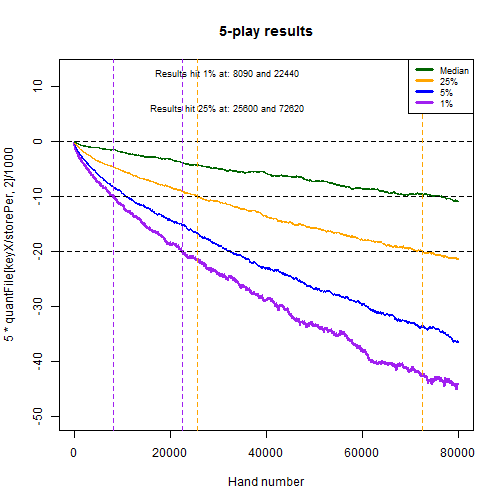 5-play results
Results hit 1% at: 8090 and 22440
Results hit 25% at: 25600 and 72620
Median
25%
5%
1%
5 * quantFile[keyX/storePer, 2]/1000
10
0
-10
-20
-30
-40
-50
0
20000
40000
60000
80000
Hand number